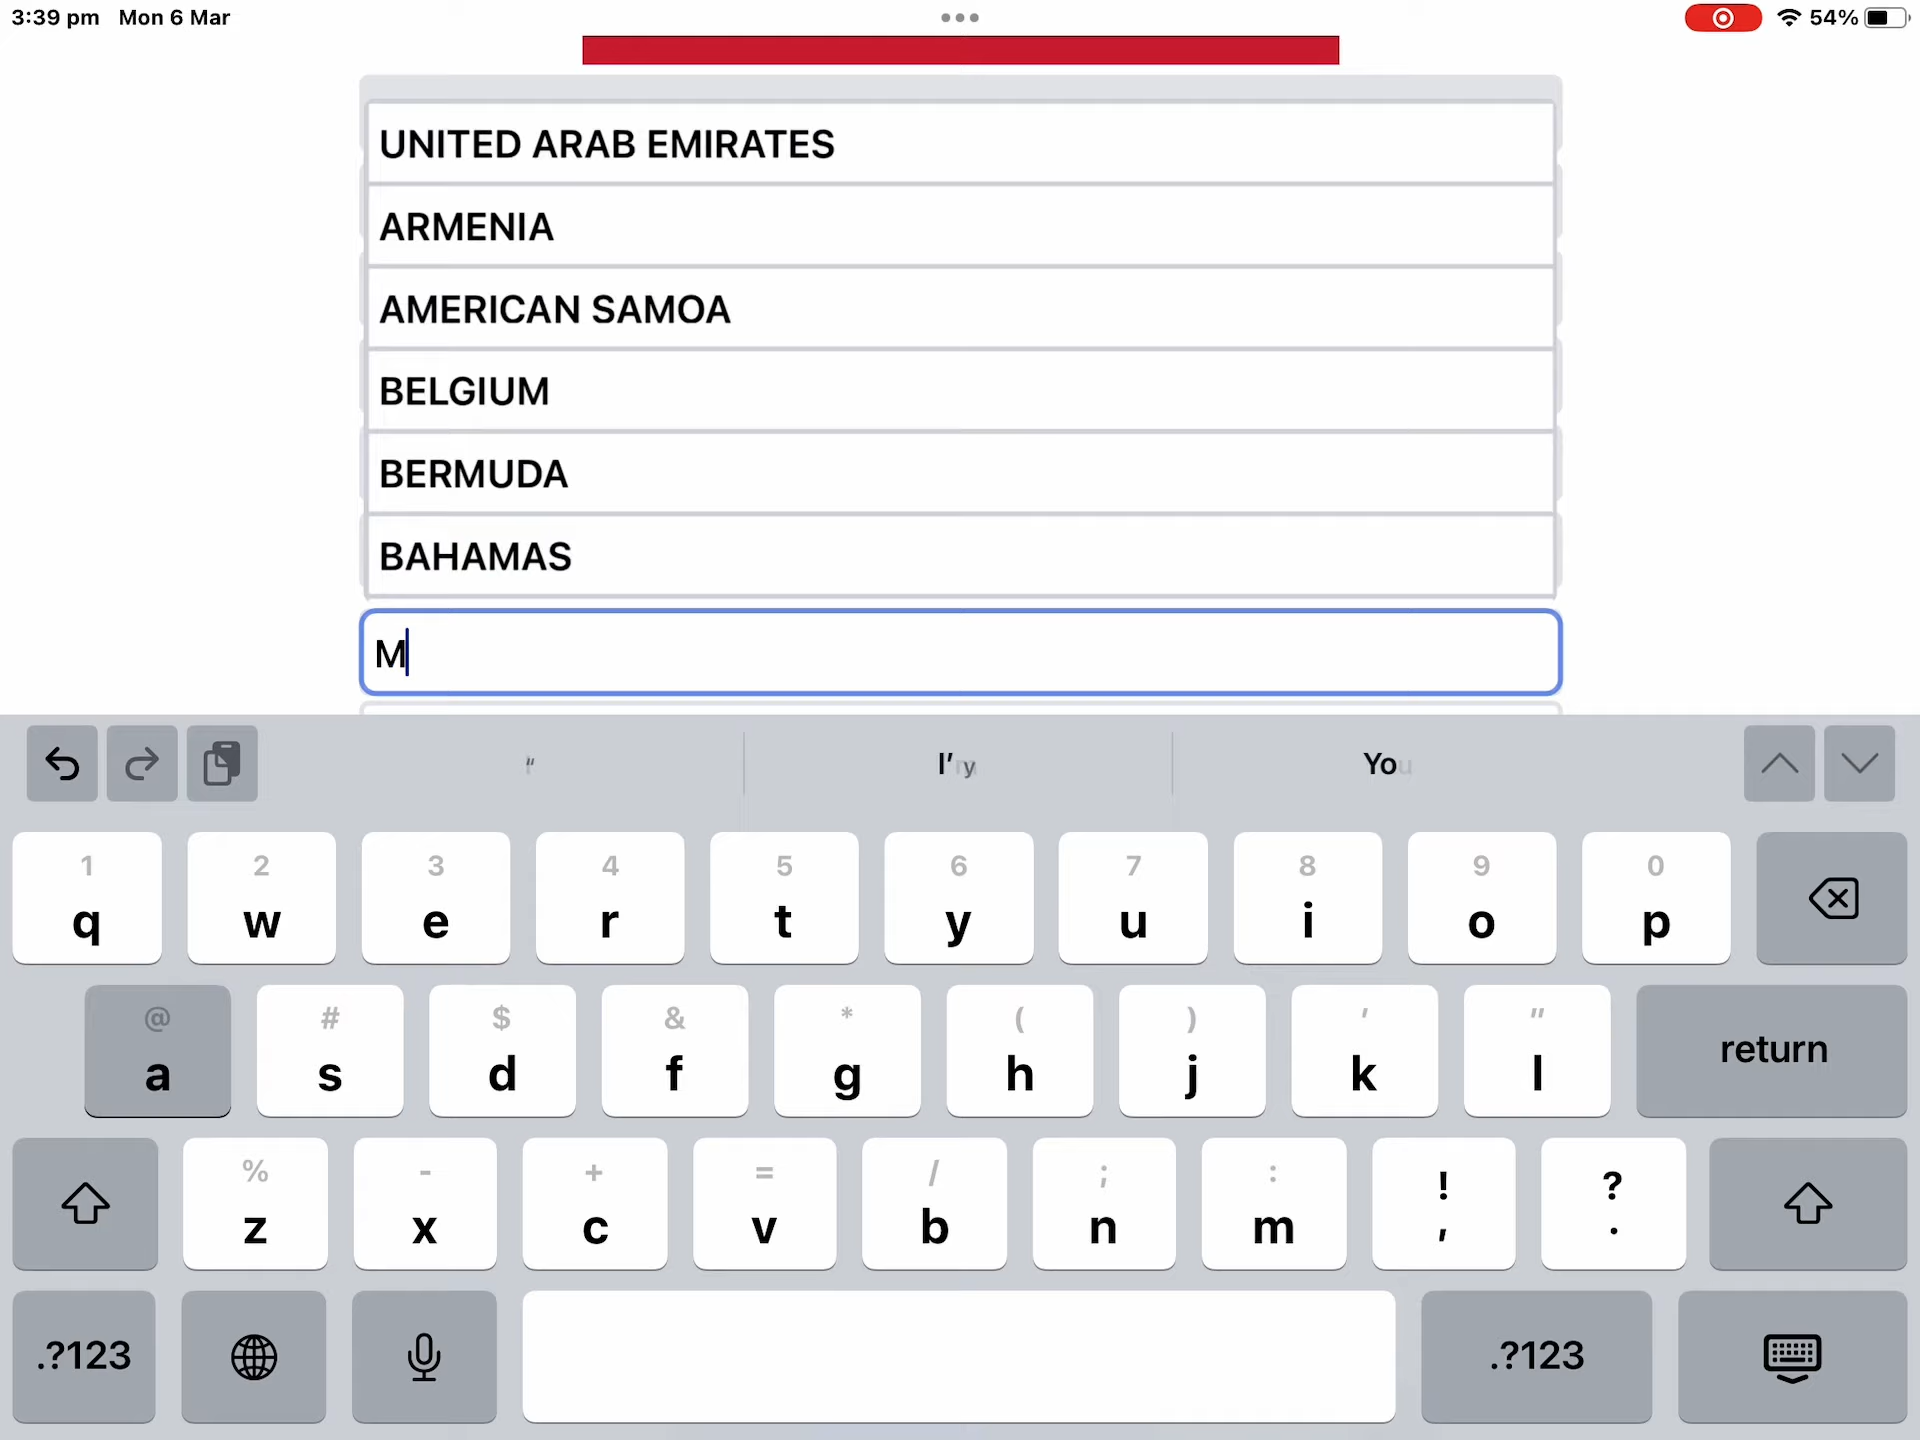 3:39 pm Mon 6 Mar
54%
UNITED ARAB EMIRATES
ARMENIA
AMERICAN SAMOA
BELGIUM
BERMUDA
BAHAMAS
M
You
1 2 3 4 5 6 7 8 9 0
q w e r t y u i o p
@ # $ & * ( ) ' "
a s d f g h j k l return
% - + = / ; : ! ?
z x c v b n m , .
.?123 .?123